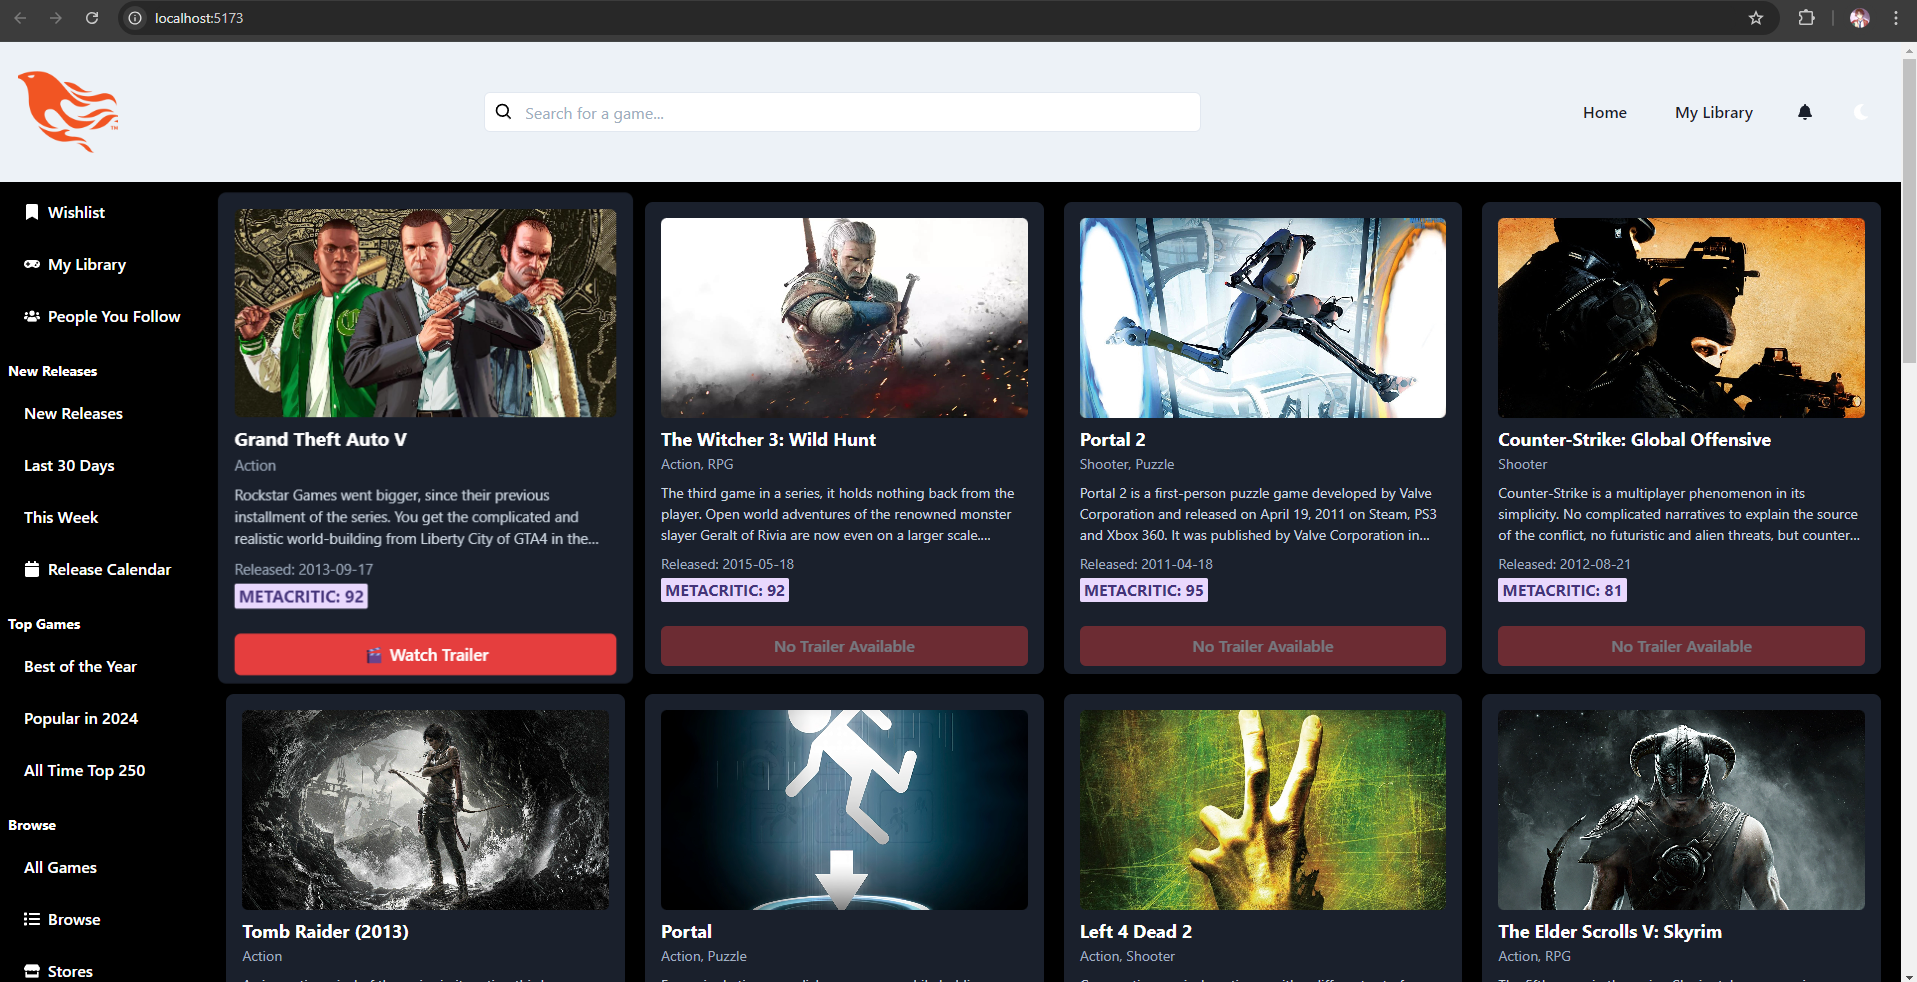 localhost:5173
Search for a game...
Home
My Library
Wishlist
My Library
People You Follow
New Releases
New Releases
Last 30 Days
This Week
Release Calendar
Top Games
Best of the Year
Popular in 2024
All Time Top 250
Browse
All Games
Browse
Stores
Grand Theft Auto V
Action
Rockstar Games went bigger, since their previous
installment of the series. You get the complicated and
realistic world-building from Liberty City of GTA4 in the...
Released: 2013-09-17
METACRITIC: 92
Watch Trailer
The Witcher 3: Wild Hunt
Action, RPG
The third game in a series, it holds nothing back from the
player. Open world adventures of the renowned monster
slayer Geralt of Rivia are now even on a larger scale....
Released: 2015-05-18
METACRITIC: 92
No Trailer Available
Portal 2
Shooter, Puzzle
Portal 2 is a first-person puzzle game developed by Valve
Corporation and released on April 19, 2011 on Steam, PS3
and Xbox 360. It was published by Valve Corporation in...
Released: 2011-04-18
METACRITIC: 95
No Trailer Available
Counter-Strike: Global Offensive
Shooter
Counter-Strike is a multiplayer phenomenon in its
simplicity. No complicated narratives to explain the source
of the conflict, no futuristic and alien threats, but counter...
Released: 2012-08-21
METACRITIC: 81
No Trailer Available
Tomb Raider (2013)
Action
Portal
Action, Puzzle
Left 4 Dead 2
Action, Shooter
The Elder Scrolls V: Skyrim
Action, RPG